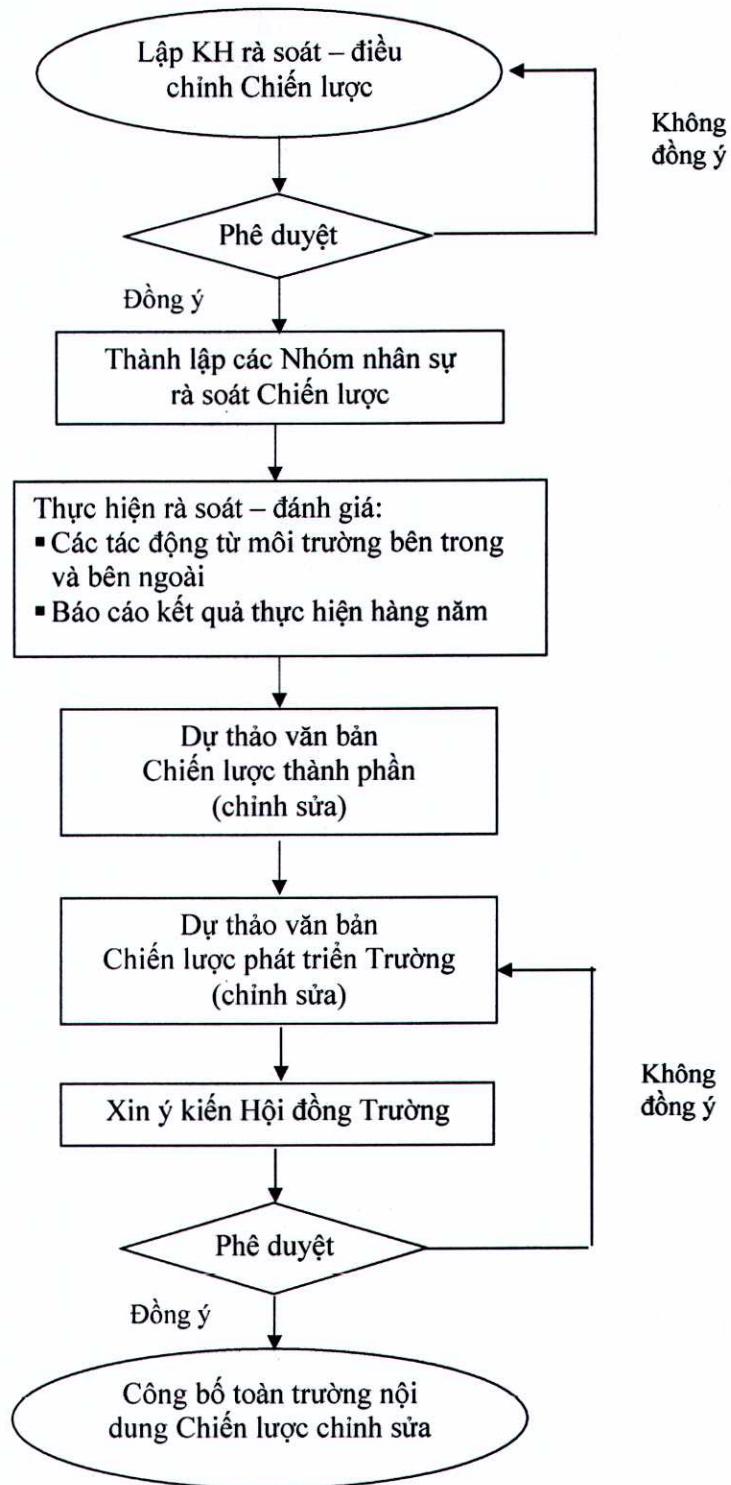 Lập KH rà soát – điều
chỉnh Chiến lược
Không
đồng ý
Phê duyệt
Đồng ý
Thành lập các Nhóm nhân sự
rà soát Chiến lược
Thực hiện rà soát – đánh giá:
▪ Các tác động từ môi trường bên trong
và bên ngoài
▪ Báo cáo kết quả thực hiện hàng năm
Dự thảo văn bản
Chiến lược thành phần
(chỉnh sửa)
Dự thảo văn bản
Chiến lược phát triển Trường
(chỉnh sửa)
Không
đồng ý
Xin ý kiến Hội đồng Trường
Phê duyệt
Đồng ý
Công bố toàn trường nội
dung Chiến lược chỉnh sửa